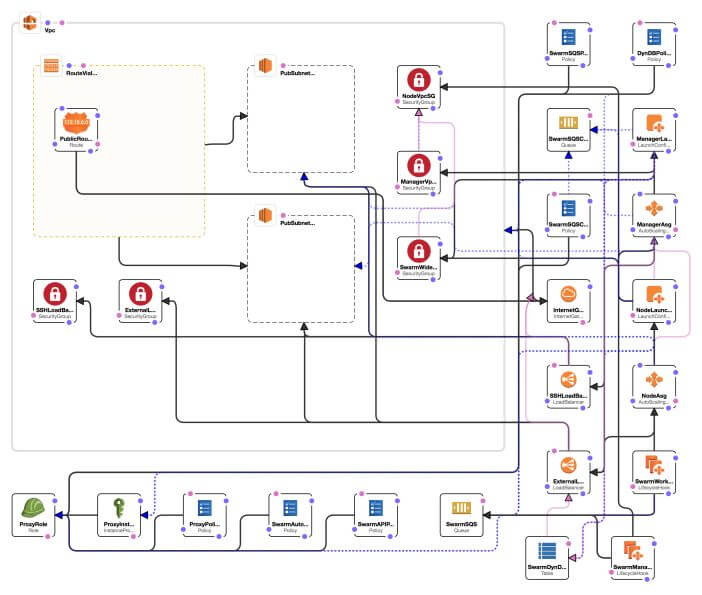 Vpc
RouteVial...
PubSubnet...
PublicRou...
Route
NodeVpcSG
SecurityGroup
SwarmSQSP...
Policy
DynDBPoli...
Policy
SwarmSQSC...
Queue
ManagerLa...
LaunchConfi...
ManagerVp...
SecurityGroup
SwarmSQSC...
Policy
ManagerAsg
AutoScaling...
PubSubnet...
SwarmWide...
SecurityGroup
SSHLoadBa...
SecurityGroup
ExternalL...
SecurityGroup
InternetG...
InternetGat...
NodeLaunc...
LaunchConfi...
SSHLoadBa...
LoadBalancer
NodeAsg
AutoScaling...
ExternalL...
LoadBalancer
SwarmWork...
LifecycleHook
ProxyRole
Role
ProxyInst...
InstancePro...
ProxyPoli...
Policy
SwarmAuto...
Policy
SwarmAPIP...
Policy
SwarmSQS
Queue
SwarmDynD...
Table
SwarmMana...
LifecycleHook